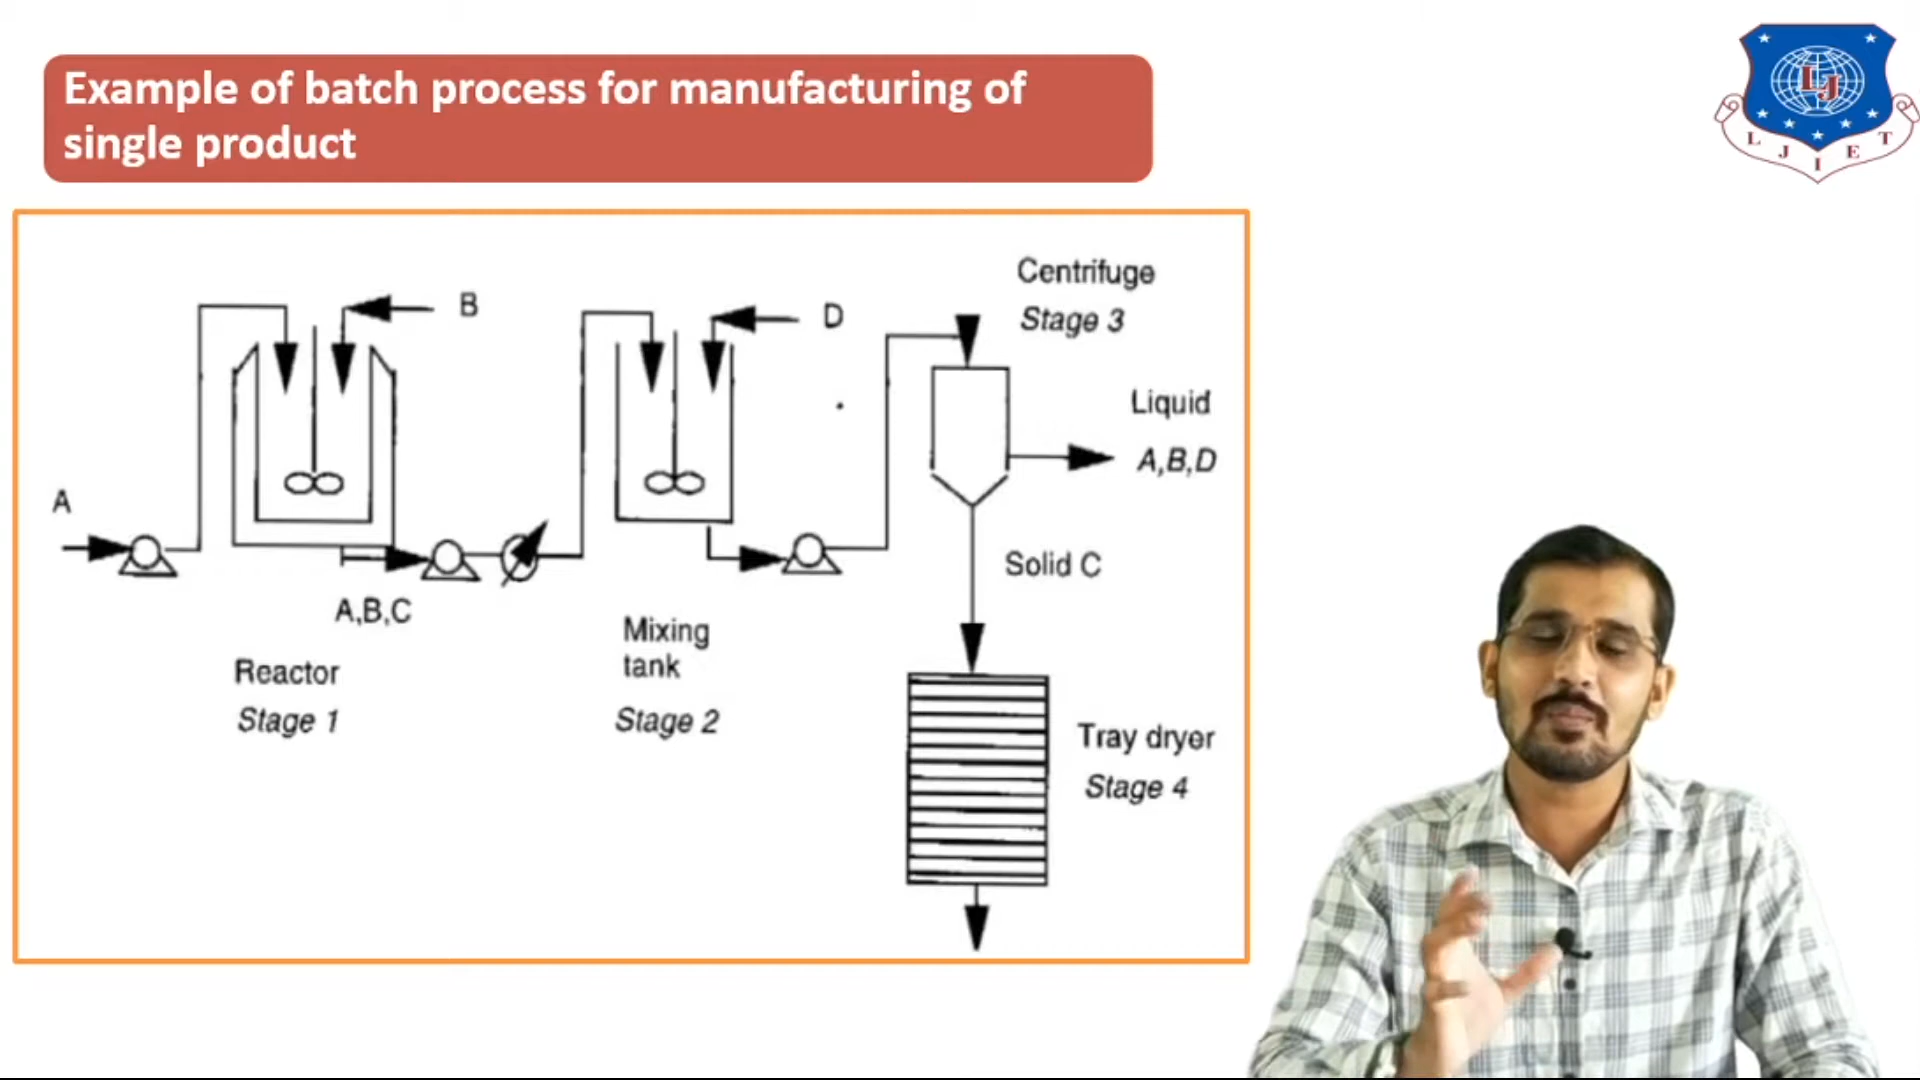 Example of batch process for manufacturing of
single product
L J I E T
LJ
Centrifuge
Stage 3
B
D
Liquid
A,B,D
A
Solid C
A,B,C
Mixing
tank
Reactor
Stage 1
Stage 2
Tray dryer
Stage 4